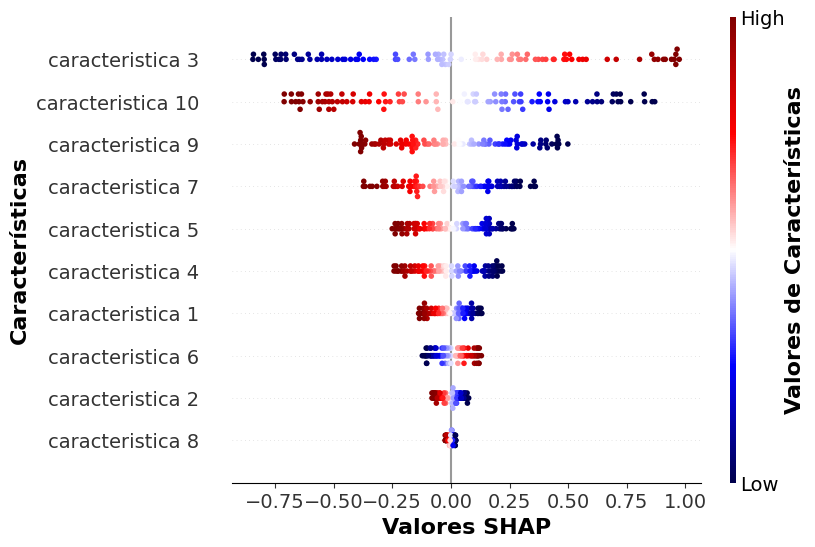 High
caracteristica 3
caracteristica 10
caracteristica 9
caracteristica 7
caracteristica 5
caracteristica 4
caracteristica 1
caracteristica 6
caracteristica 2
caracteristica 8
Características
Valores de Características
Low
−0.75 −0.50 −0.25 0.00 0.25 0.50 0.75 1.00
Valores SHAP